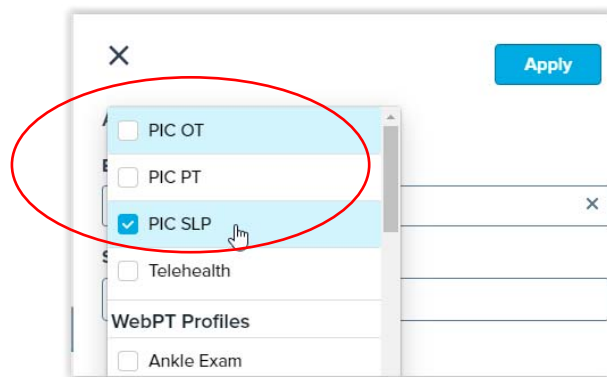 Apply
PIC OT
PIC PT
PIC SLP
Telehealth
WebPT Profiles
Ankle Exam